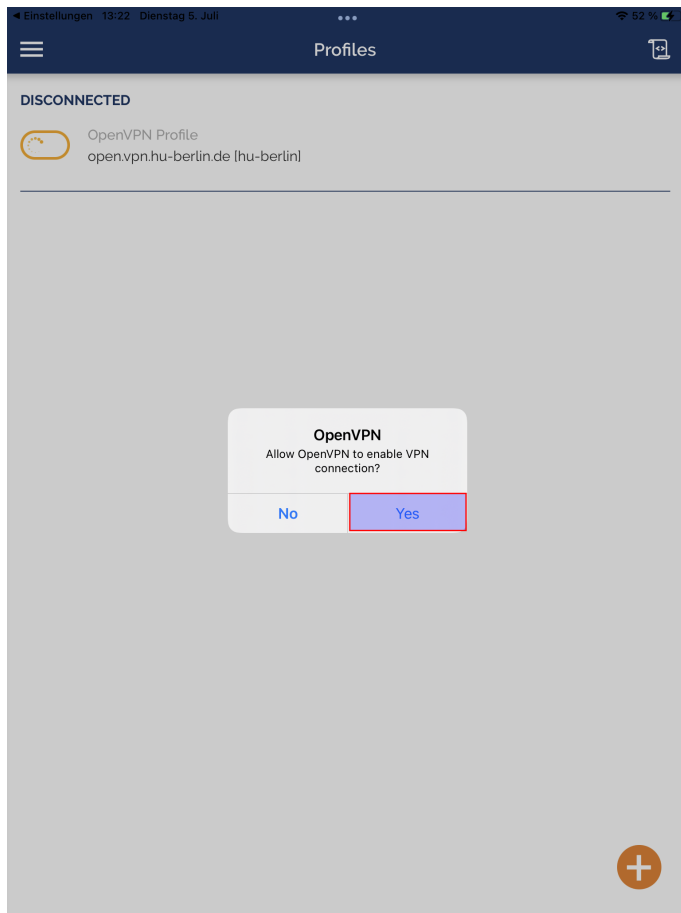 ◀ Einstellungen 13:22 Dienstag 5. Juli 52 %
Profiles
DISCONNECTED
OpenVPN Profile
open.vpn.hu-berlin.de [hu-berlin]
OpenVPN
Allow OpenVPN to enable VPN
connection?
No Yes